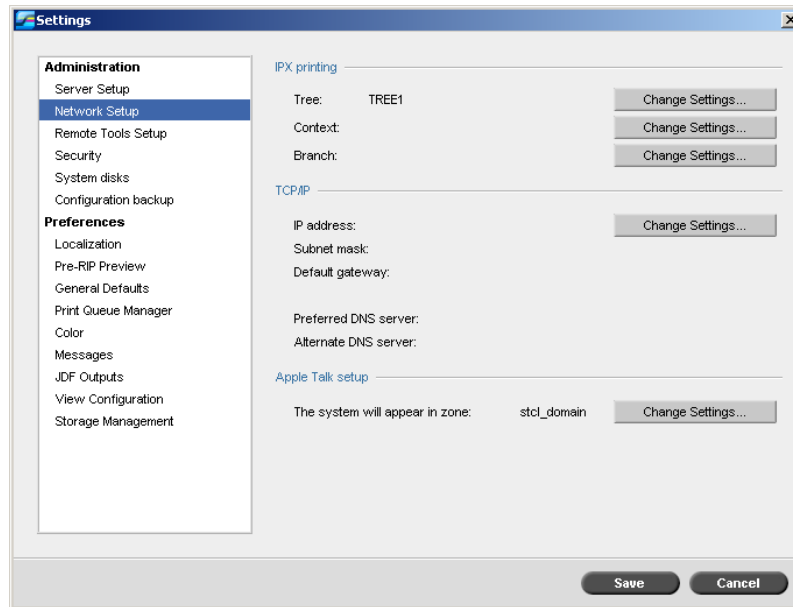 Settings
Administration
Server Setup
Network Setup
Remote Tools Setup
Security
System disks
Configuration backup
Preferences
Localization
Pre-RIP Preview
General Defaults
Print Queue Manager
Color
Messages
JDF Outputs
View Configuration
Storage Management
IPX printing
Tree: TREE1 Change Settings...
Context: Change Settings...
Branch: Change Settings...
TCP/IP
IP address: Change Settings...
Subnet mask:
Default gateway:
Preferred DNS server:
Alternate DNS server:
Apple Talk setup
The system will appear in zone: stcl_domain Change Settings...
Save Cancel